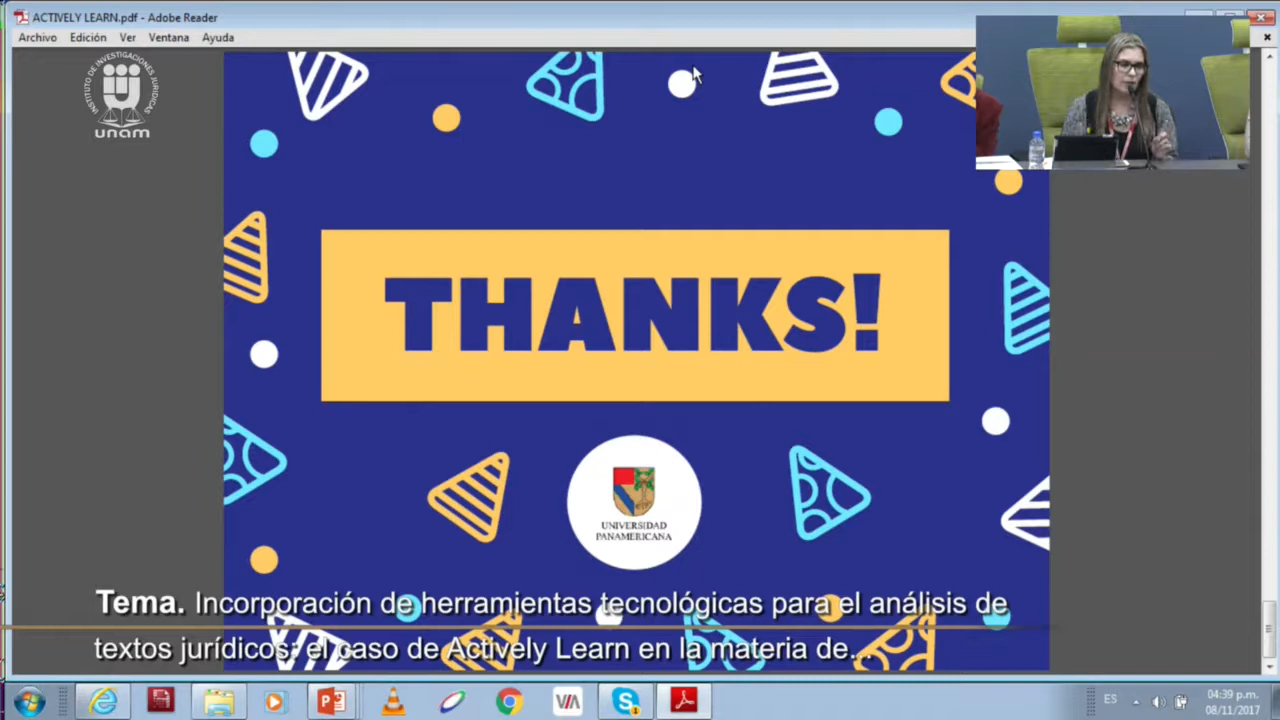 ACTIVELY LEARN.pdf - Adobe Reader
Archivo Edición Ver Ventana Ayuda
INSTITUTO DE INVESTIGACIONES JURÍDICAS
unam
THANKS!
UNIVERSIDAD
PANAMERICANA
Tema. Incorporación de herramientas tecnológicas para el análisis de
textos jurídicos: el caso de Actively Learn en la materia de...
VIA
ES
04:39 p.m.
08/11/2017